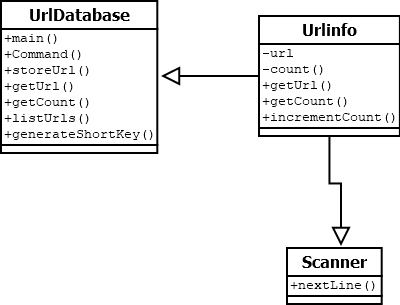 UrlDatabase
+main()
+Command()
+storeUrl()
+getUrl()
+getCount()
+listUrls()
+generateShortKey()
Urlinfo
-url
-count()
+getUrl()
+getCount()
+incrementCount()
Scanner
+nextLine()